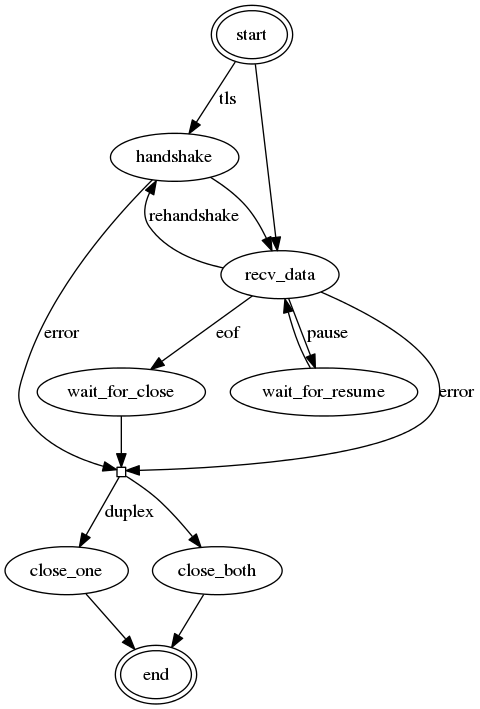 start
tls
handshake
rehandshake
recv_data
error
eof
pause
wait_for_close
wait_for_resume
error
duplex
close_one
close_both
end